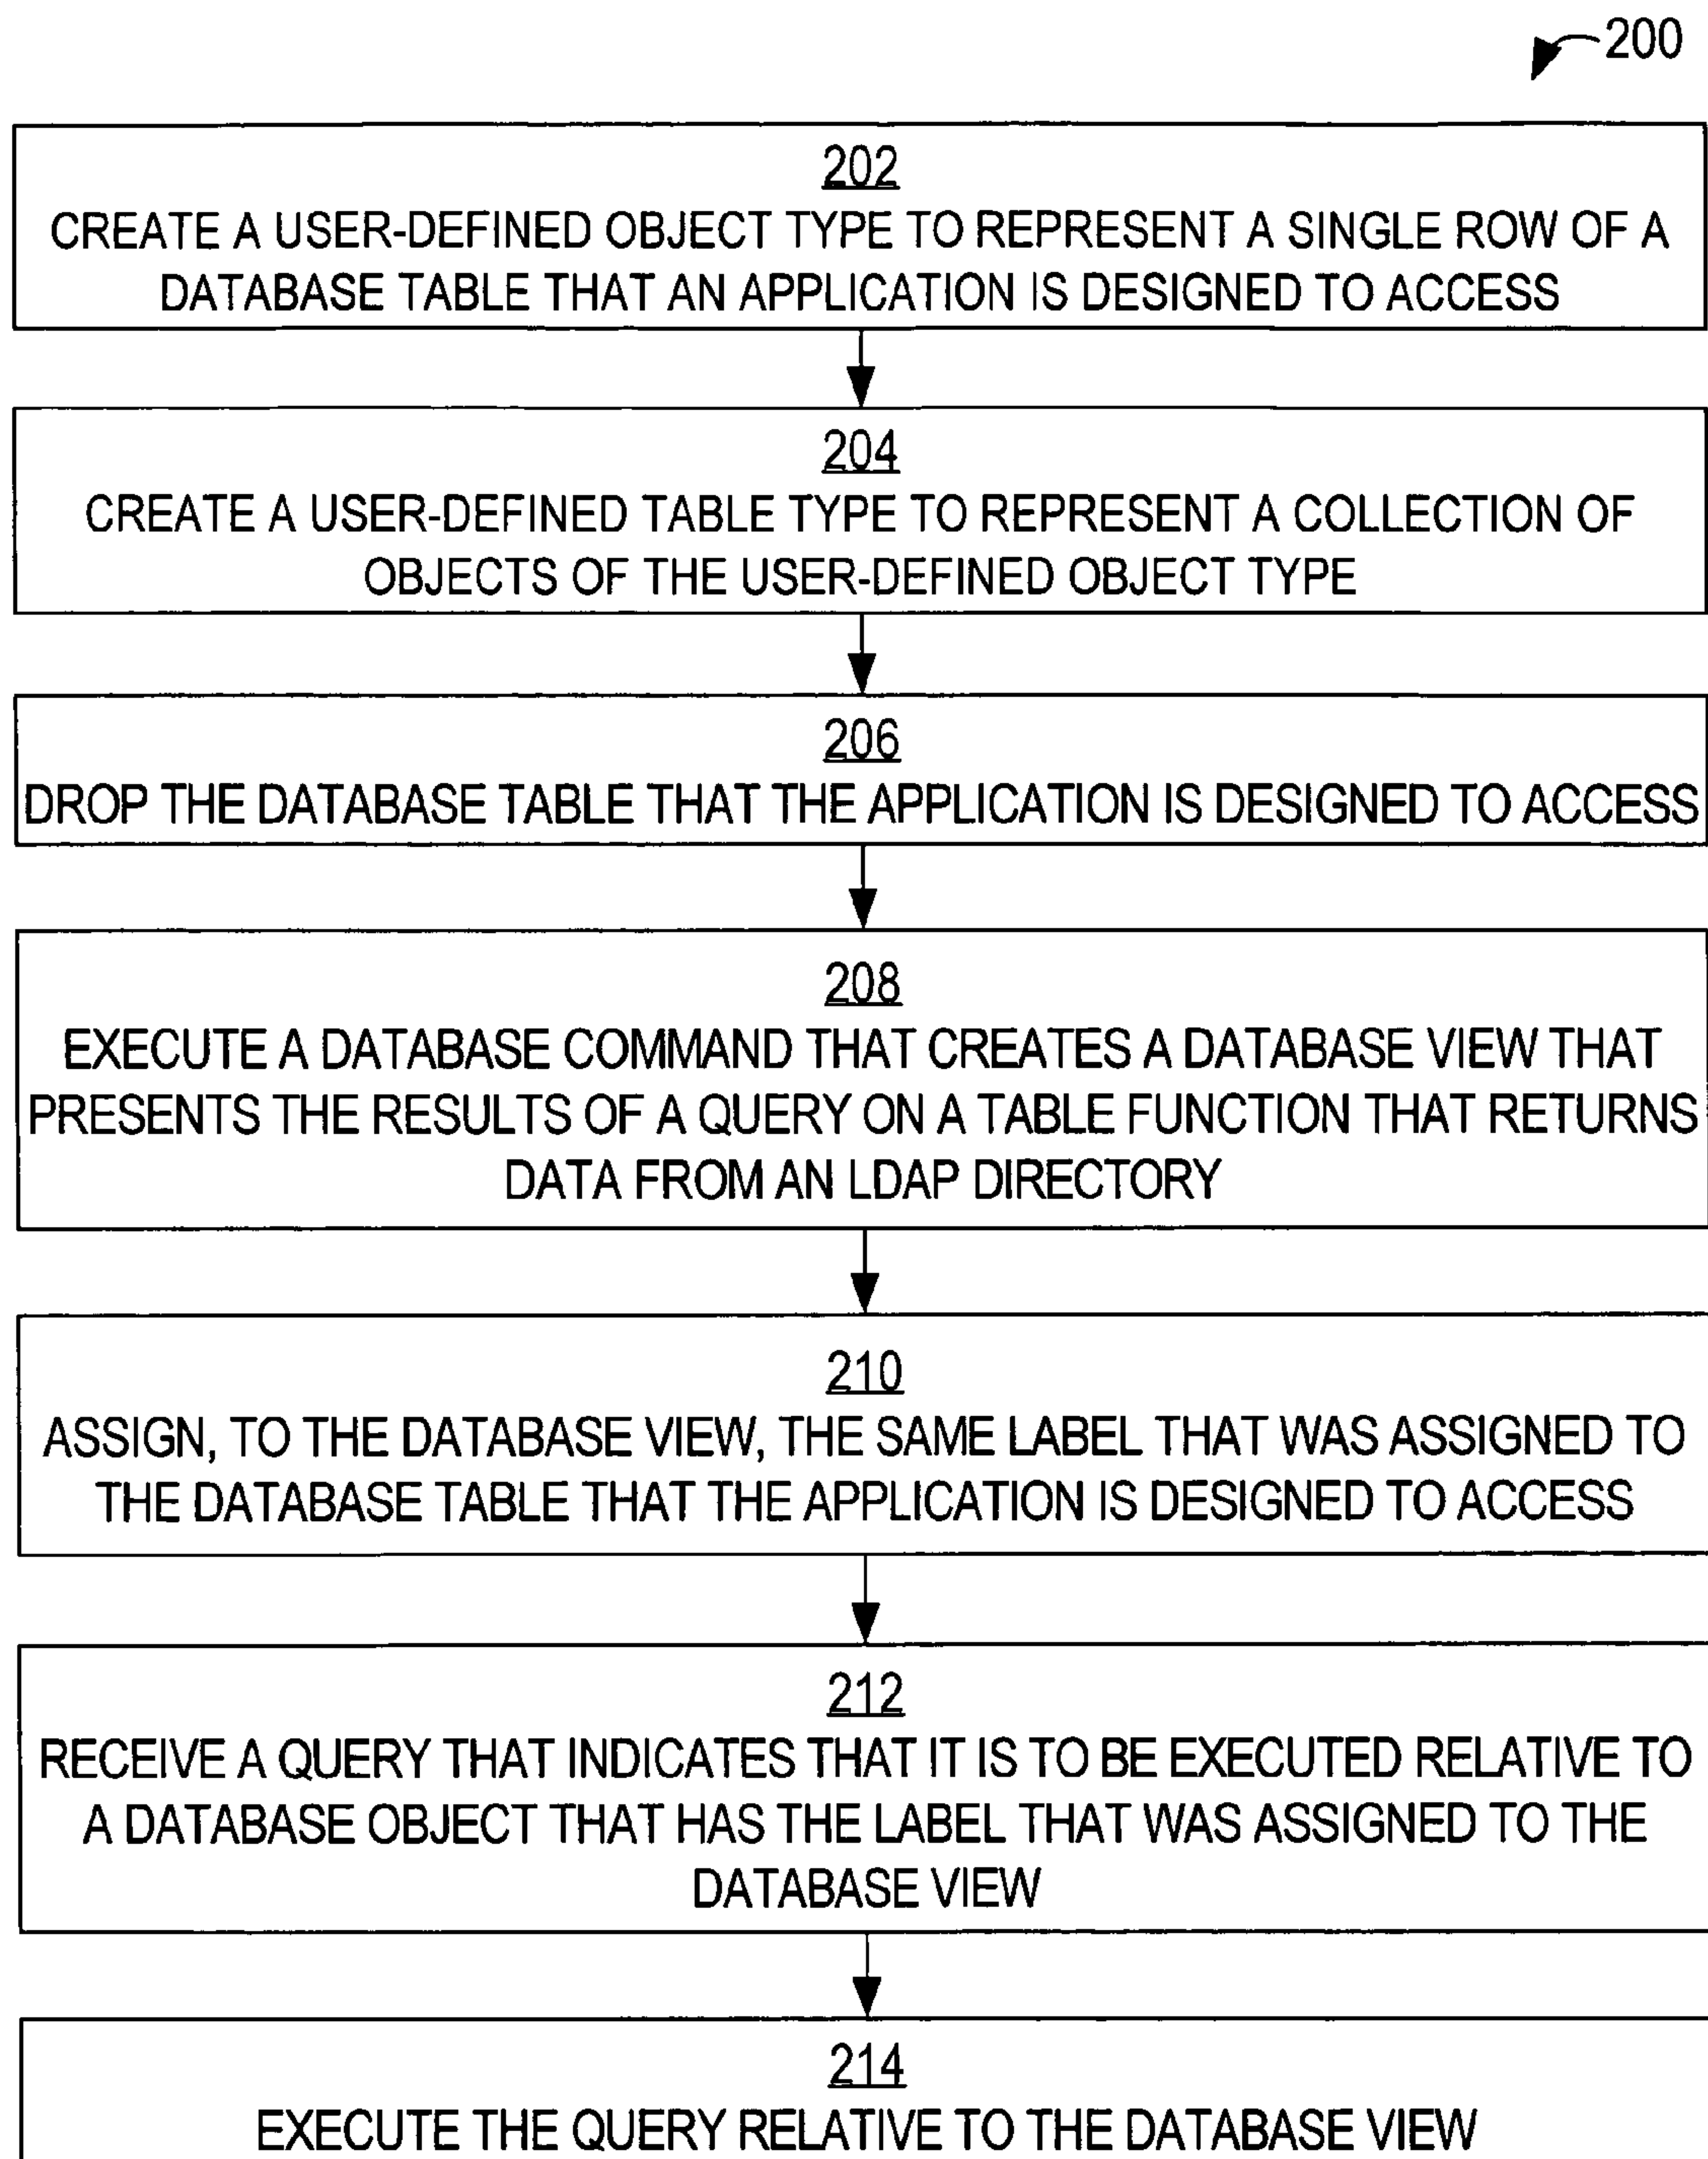 200
202
CREATE A USER-DEFINED OBJECT TYPE TO REPRESENT A SINGLE ROW OF A
DATABASE TABLE THAT AN APPLICATION IS DESIGNED TO ACCESS
204
CREATE A USER-DEFINED TABLE TYPE TO REPRESENT A COLLECTION OF
OBJECTS OF THE USER-DEFINED OBJECT TYPE
206
DROP THE DATABASE TABLE THAT THE APPLICATION IS DESIGNED TO ACCESS
208
EXECUTE A DATABASE COMMAND THAT CREATES A DATABASE VIEW THAT
PRESENTS THE RESULTS OF A QUERY ON A TABLE FUNCTION THAT RETURNS
DATA FROM AN LDAP DIRECTORY
210
ASSIGN, TO THE DATABASE VIEW, THE SAME LABEL THAT WAS ASSIGNED TO
THE DATABASE TABLE THAT THE APPLICATION IS DESIGNED TO ACCESS
212
RECEIVE A QUERY THAT INDICATES THAT IT IS TO BE EXECUTED RELATIVE TO
A DATABASE OBJECT THAT HAS THE LABEL THAT WAS ASSIGNED TO THE
DATABASE VIEW
214
EXECUTE THE QUERY RELATIVE TO THE DATABASE VIEW